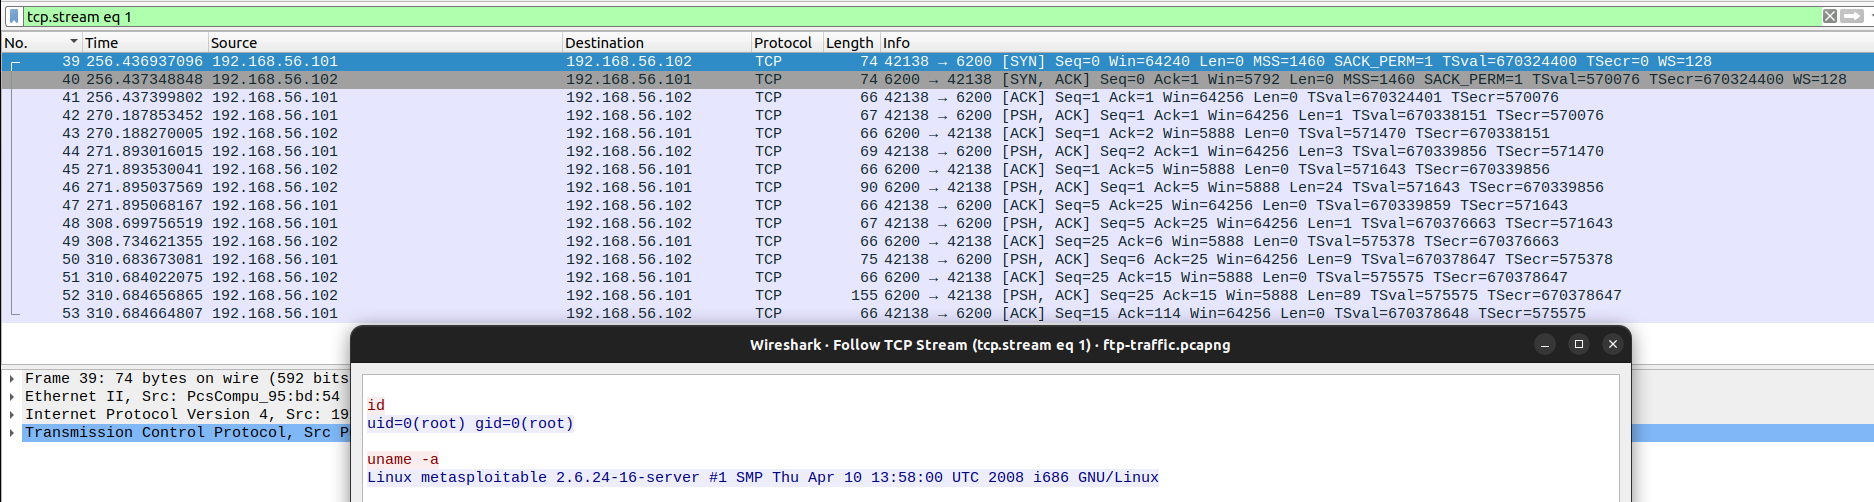 tcp.stream eq 1
No. Time Source Destination Protocol Length Info
39 256.436937096 192.168.56.101 192.168.56.102 TCP 74 42138 → 6200 [SYN] Seq=0 Win=64240 Len=0 MSS=1460 SACK_PERM=1 TSval=670324400 TSecr=0 WS=128
40 256.437348848 192.168.56.102 192.168.56.101 TCP 74 6200 → 42138 [SYN, ACK] Seq=0 Ack=1 Win=5792 Len=0 MSS=1460 SACK_PERM=1 TSval=570076 TSecr=670324400 WS=128
41 256.437399802 192.168.56.101 192.168.56.102 TCP 66 42138 → 6200 [ACK] Seq=1 Ack=1 Win=64256 Len=0 TSval=670324401 TSecr=570076
42 270.187853452 192.168.56.101 192.168.56.102 TCP 67 42138 → 6200 [PSH, ACK] Seq=1 Ack=1 Win=64256 Len=1 TSval=670338151 TSecr=570076
43 270.188270005 192.168.56.102 192.168.56.101 TCP 66 6200 → 42138 [ACK] Seq=1 Ack=2 Win=5888 Len=0 TSval=571470 TSecr=670338151
44 271.893016015 192.168.56.101 192.168.56.102 TCP 69 42138 → 6200 [PSH, ACK] Seq=2 Ack=1 Win=64256 Len=3 TSval=670339856 TSecr=571470
45 271.893530041 192.168.56.102 192.168.56.101 TCP 66 6200 → 42138 [ACK] Seq=1 Ack=5 Win=5888 Len=0 TSval=571643 TSecr=670339856
46 271.895037569 192.168.56.102 192.168.56.101 TCP 90 6200 → 42138 [PSH, ACK] Seq=1 Ack=5 Win=5888 Len=24 TSval=571643 TSecr=670339856
47 271.895068167 192.168.56.101 192.168.56.102 TCP 66 42138 → 6200 [ACK] Seq=5 Ack=25 Win=64256 Len=0 TSval=670339859 TSecr=571643
48 308.699756519 192.168.56.101 192.168.56.102 TCP 67 42138 → 6200 [PSH, ACK] Seq=5 Ack=25 Win=64256 Len=1 TSval=670376663 TSecr=571643
49 308.734621355 192.168.56.102 192.168.56.101 TCP 66 6200 → 42138 [ACK] Seq=25 Ack=6 Win=5888 Len=0 TSval=575378 TSecr=670376663
50 310.683673081 192.168.56.101 192.168.56.102 TCP 75 42138 → 6200 [PSH, ACK] Seq=6 Ack=25 Win=64256 Len=9 TSval=670378647 TSecr=575378
51 310.684022075 192.168.56.102 192.168.56.101 TCP 66 6200 → 42138 [ACK] Seq=25 Ack=15 Win=5888 Len=0 TSval=575575 TSecr=670378647
52 310.684656865 192.168.56.102 192.168.56.101 TCP 155 6200 → 42138 [PSH, ACK] Seq=25 Ack=15 Win=5888 Len=89 TSval=575575 TSecr=670378647
53 310.684664807 192.168.56.101 192.168.56.102 TCP 66 42138 → 6200 [ACK] Seq=15 Ack=114 Win=64256 Len=0 TSval=670378648 TSecr=575575
Wireshark · Follow TCP Stream (tcp.stream eq 1) · ftp-traffic.pcapng
Frame 39: 74 bytes on wire (592 bits
Ethernet II, Src: PcsCompu_95:bd:54
Internet Protocol Version 4, Src: 19
Transmission Control Protocol, Src P
id
uid=0(root) gid=0(root)
uname -a
Linux metasploitable 2.6.24-16-server #1 SMP Thu Apr 10 13:58:00 UTC 2008 i686 GNU/Linux